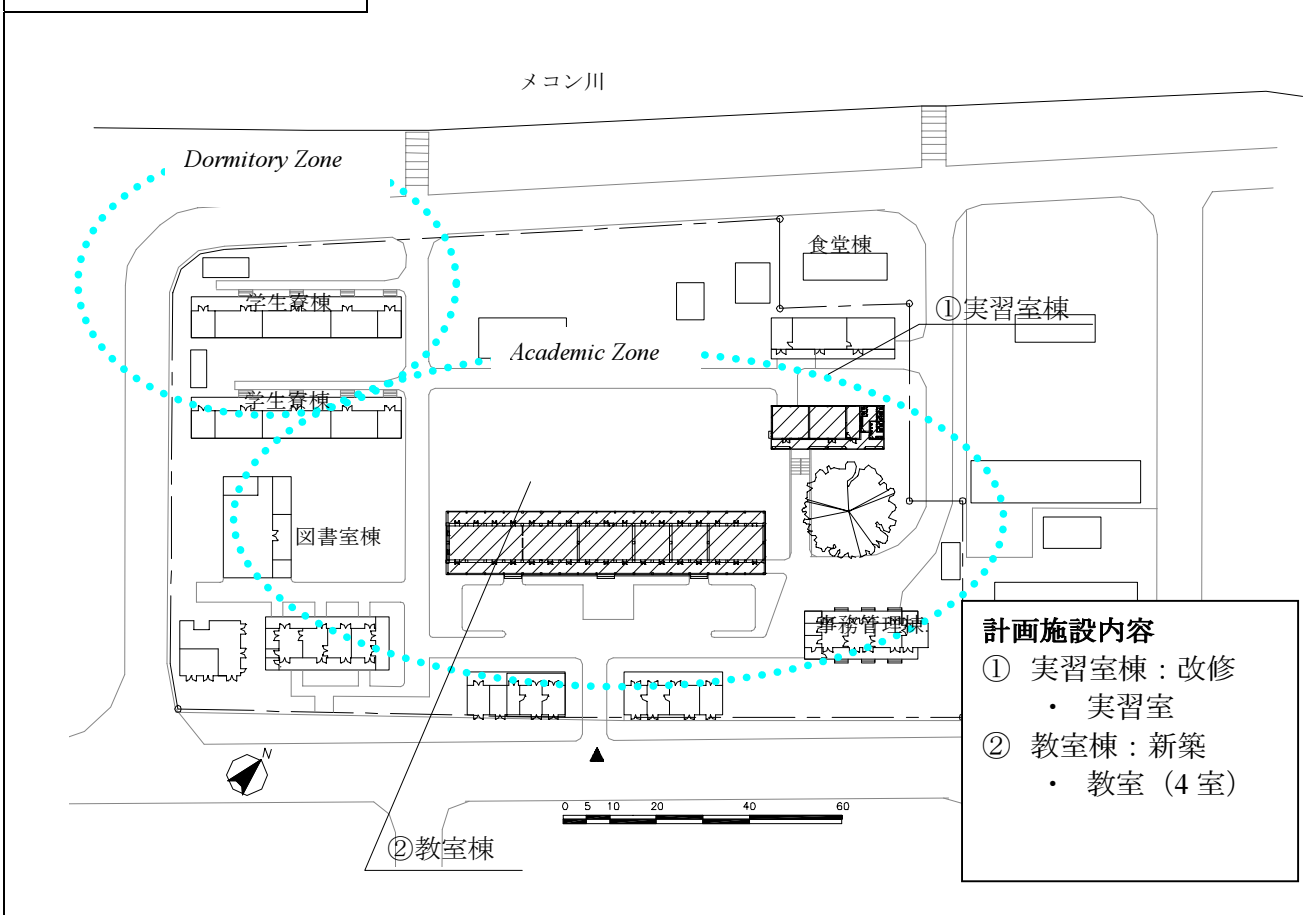 メコン川
Dormitory Zone
食堂棟
学生寮棟
①実習室棟
Academic Zone
学生寮棟
図書室棟
事務管理棟
計画施設内容
① 実習室棟：改修
・ 実習室
② 教室棟：新築
・ 教室（4 室）
N
0 5 10 20 40 60
②教室棟